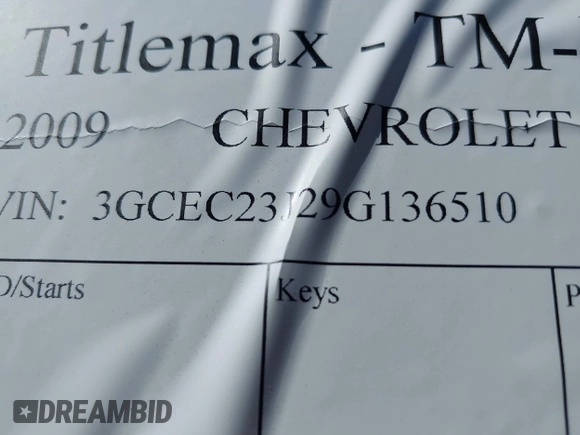 Titlemax - TM-
2009 CHEVROLET
VIN: 3GCEC23J29G136510
D/Starts Keys P
DREAMBID